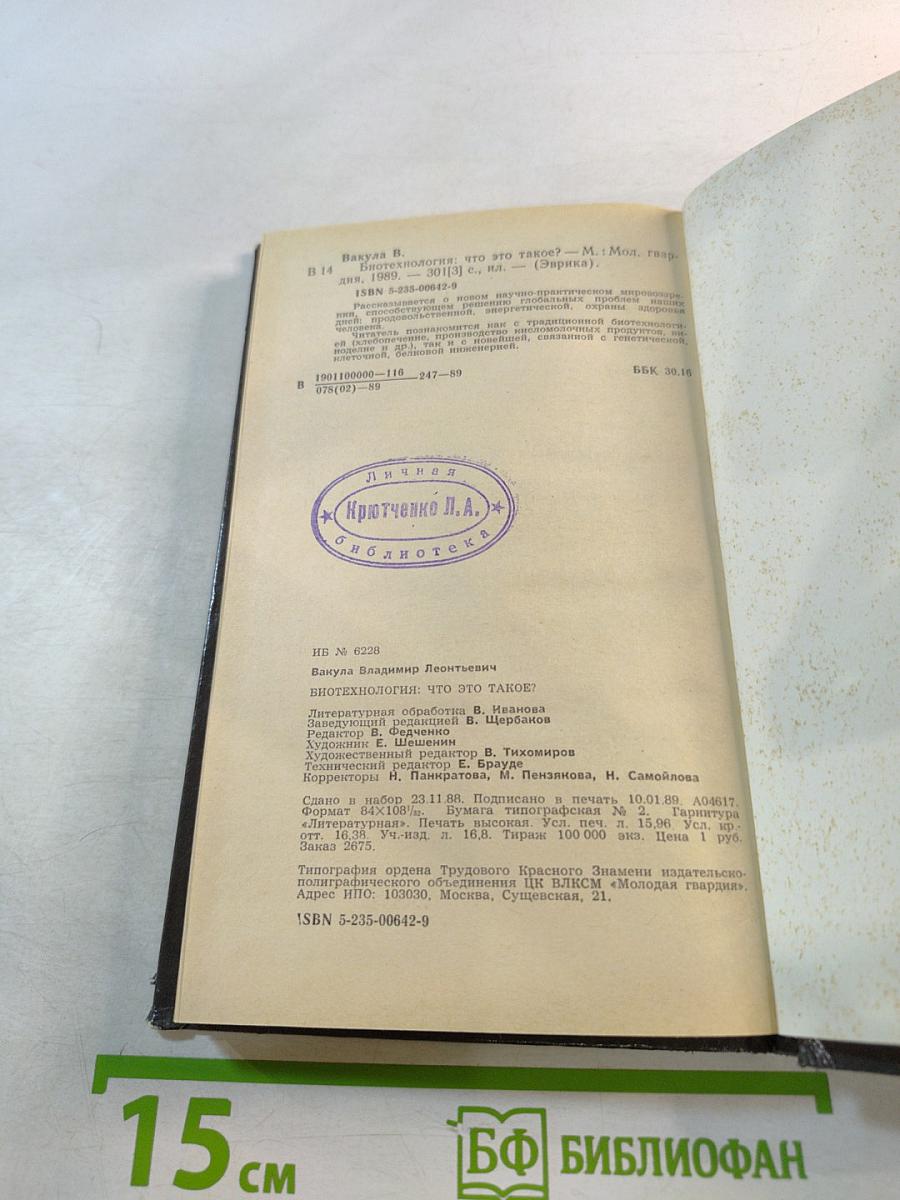 Вакула В.
В 14 Биотехнология: что это такое? — М.: Мол. гвар-
дия, 1989. — 301[3] с., ил. — (Эврика).
ISBN 5-235-00642-9
Рассказывается о новом научно-практическом мировоззре-
нии, способствующем решению глобальных проблем наших
дней: продовольственной, энергетической, охраны здоровья
человека.
Читатель познакомится как с традиционной биотехнологи-
ей (хлебопечение, производство кисломолочных продуктов, ви-
ноделие и др.), так и с новейшей, связанной с генетической,
клеточной, белковой инженерией.
В 1901100000—116 247—89 ББК 30.16
078(02)—89
Личная
Крютченко Л. А.
библиотека
ИБ № 6228
Вакула Владимир Леонтьевич
БИОТЕХНОЛОГИЯ: ЧТО ЭТО ТАКОЕ?
Литературная обработка В. Иванова
Заведующий редакцией В. Щербаков
Редактор В. Федченко
Художник Е. Шешенин
Художественный редактор В. Тихомиров
Технический редактор Е. Брауде
Корректоры Н. Панкратова, М. Пензякова, Н. Самойлова
Сдано в набор 23.11.88. Подписано в печать 10.01.89. А04617.
Формат 84×108¹/₃₂. Бумага типографская № 2. Гарнитура
«Литературная». Печать высокая. Усл. печ. л. 15,96. Усл. кр.-
отт. 16,38. Уч.-изд. л. 16,8. Тираж 100 000 экз. Цена 1 руб.
Заказ 2675.
Типография ордена Трудового Красного Знамени издательско-
полиграфического объединения ЦК ВЛКСМ «Молодая гвардия».
Адрес ИПО: 103030, Москва, Сущевская, 21.
ISBN 5-235-00642-9
15 см
БФ БИБЛИОФАН